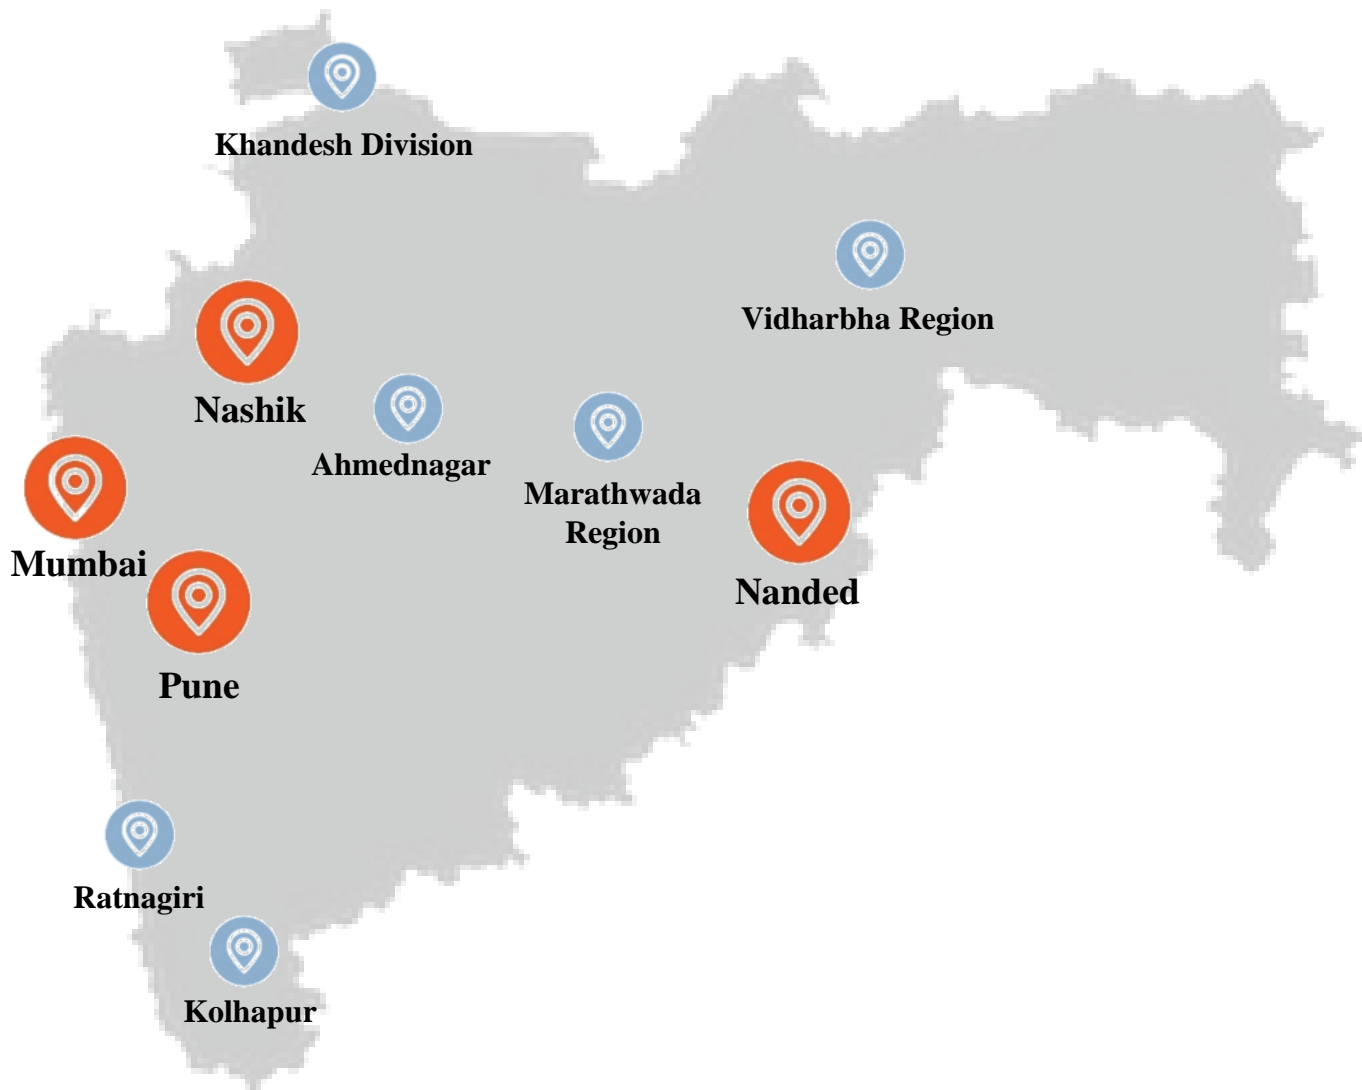 Khandesh Division
Vidharbha Region
Nashik
Ahmednagar
Marathwada
Region
Mumbai
Nanded
Pune
Ratnagiri
Kolhapur